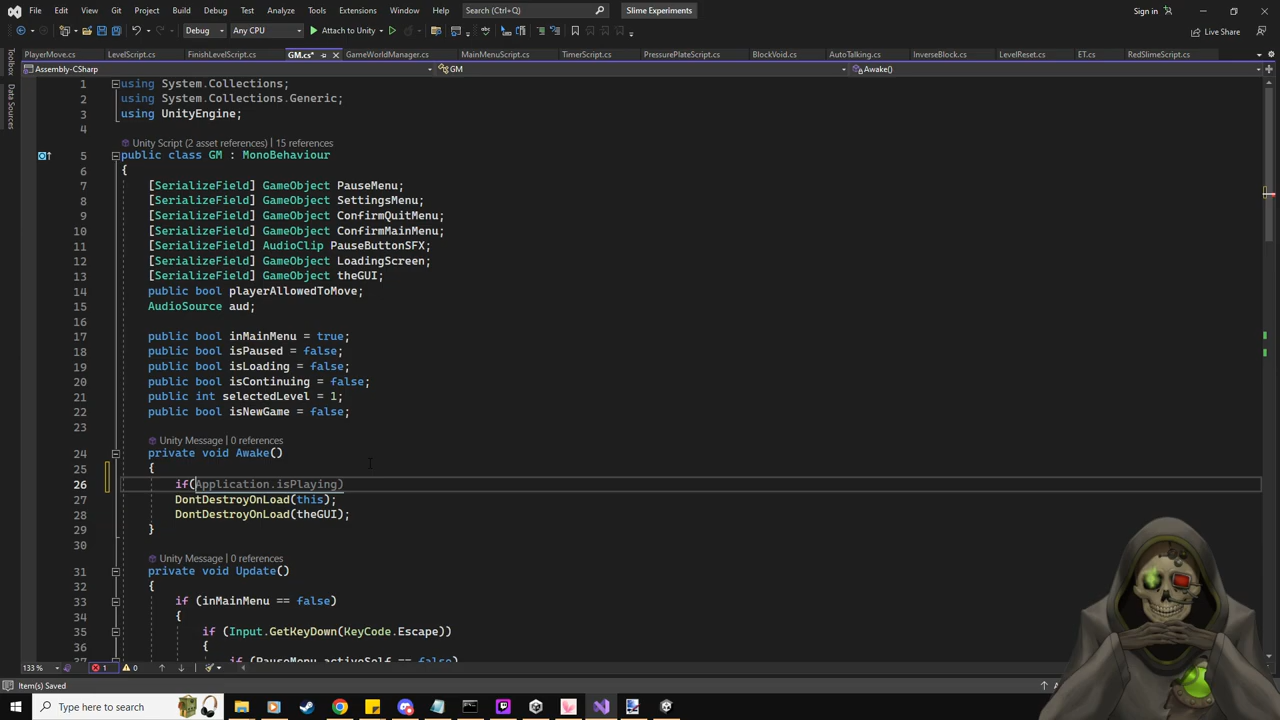 File Edit View Git Project Build Debug Test Analyze Tools Extensions Window Help Search (Ctrl+Q) Slime Experiments Sign in
Debug Any CPU Attach to Unity Live Share
PlayerMove.cs LevelScript.cs FinishLevelScript.cs GM.cs* GameWorldManager.cs MainMenuScript.cs TimerScript.cs PressurePlateScript.cs BlockVoid.cs AutoTalking.cs InverseBlock.cs LevelReset.cs ET.cs RedSlimeScript.cs
Assembly-CSharp GM Awake()
Toolbox
Data Sources
1 using System.Collections;
2 using System.Collections.Generic;
3 using UnityEngine;
4
Unity Script (2 asset references) | 15 references
5 public class GM : MonoBehaviour
6 {
7 [SerializeField] GameObject PauseMenu;
8 [SerializeField] GameObject SettingsMenu;
9 [SerializeField] GameObject ConfirmQuitMenu;
10 [SerializeField] GameObject ConfirmMainMenu;
11 [SerializeField] AudioClip PauseButtonSFX;
12 [SerializeField] GameObject LoadingScreen;
13 [SerializeField] GameObject theGUI;
14 public bool playerAllowedToMove;
15 AudioSource aud;
16
17 public bool inMainMenu = true;
18 public bool isPaused = false;
19 public bool isLoading = false;
20 public bool isContinuing = false;
21 public int selectedLevel = 1;
22 public bool isNewGame = false;
23
Unity Message | 0 references
24 private void Awake()
25 {
26 if(Application.isPlaying)
27 DontDestroyOnLoad(this);
28 DontDestroyOnLoad(theGUI);
29 }
30
Unity Message | 0 references
31 private void Update()
32 {
33 if (inMainMenu == false)
34 {
35 if (Input.GetKeyDown(KeyCode.Escape))
36 {
37 if (PauseMenu.activeSelf == false)
133 % 1 0
Item(s) Saved
Type here to search